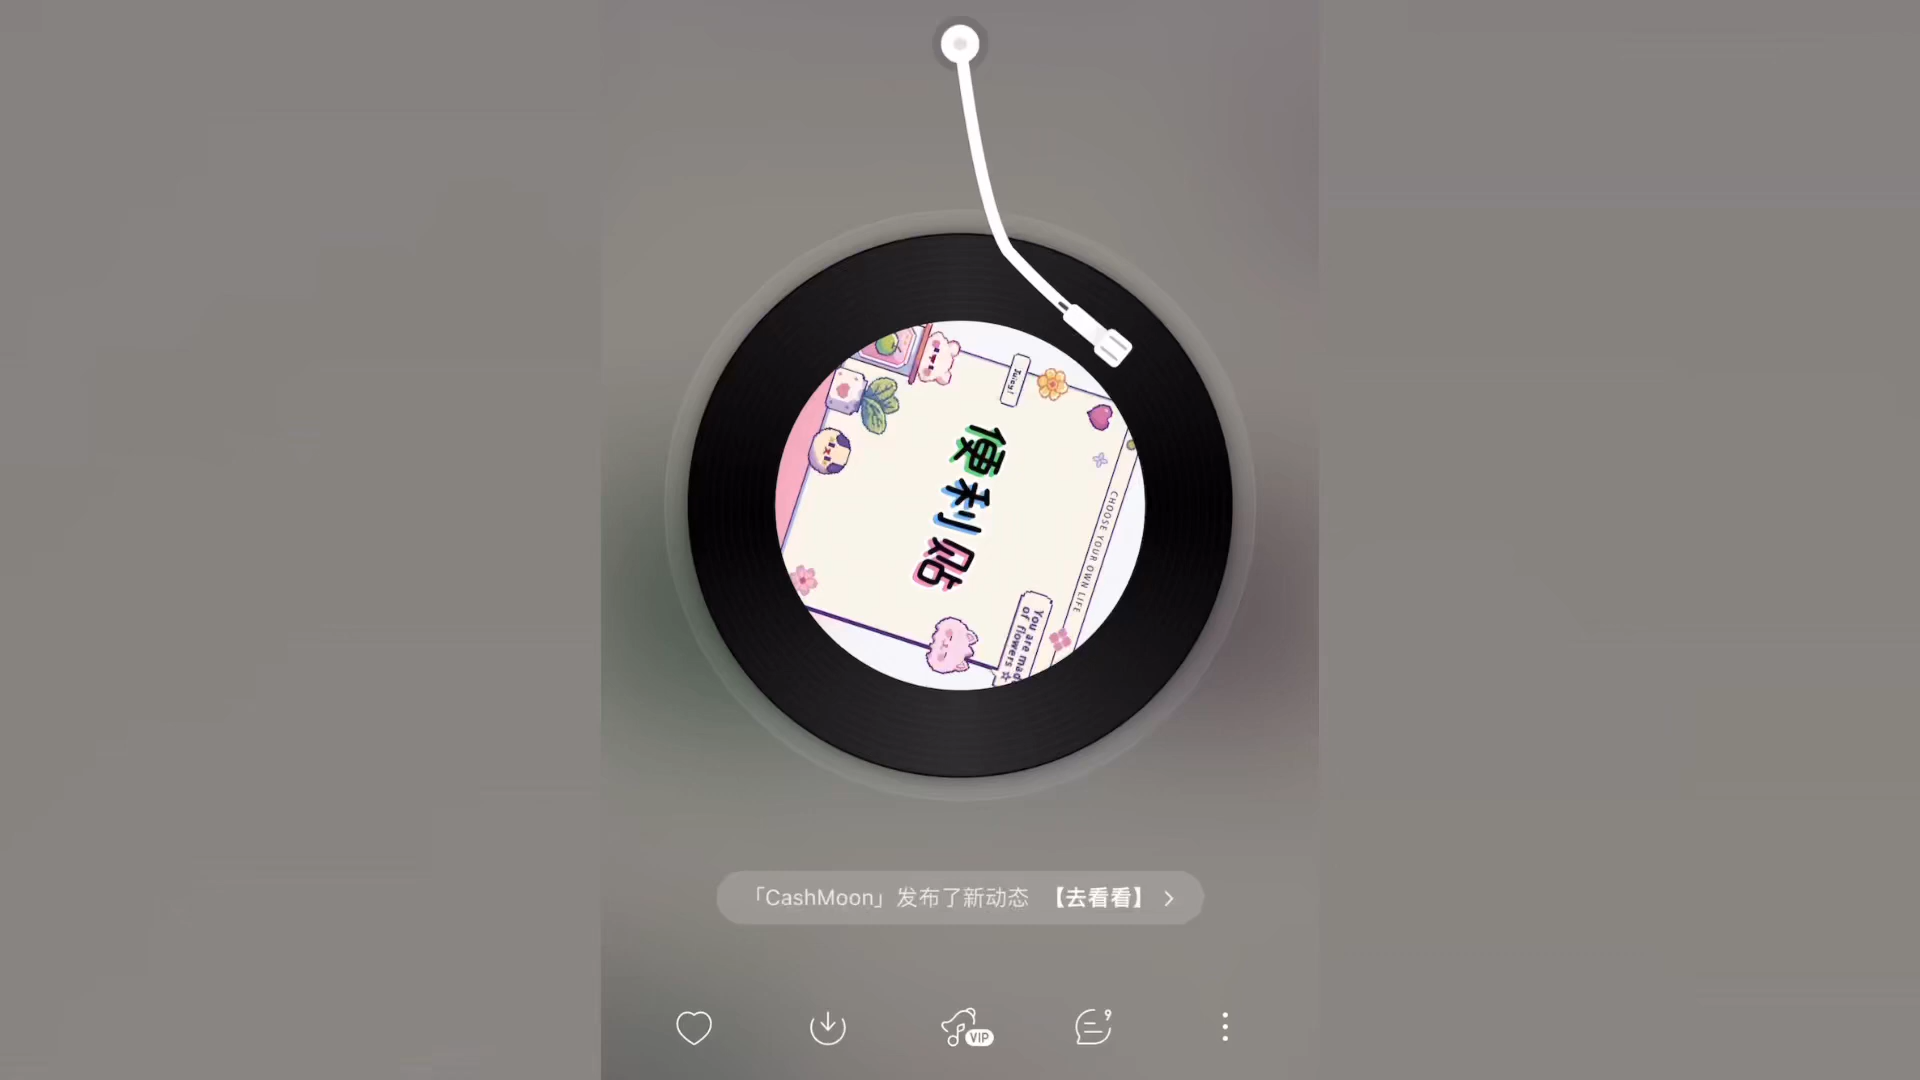 Juicy!
便利贴
CHOOSE YOUR OWN LIFE
You are made
of flowers☆
「CashMoon」发布了新动态 【去看看】 >
VIP
9